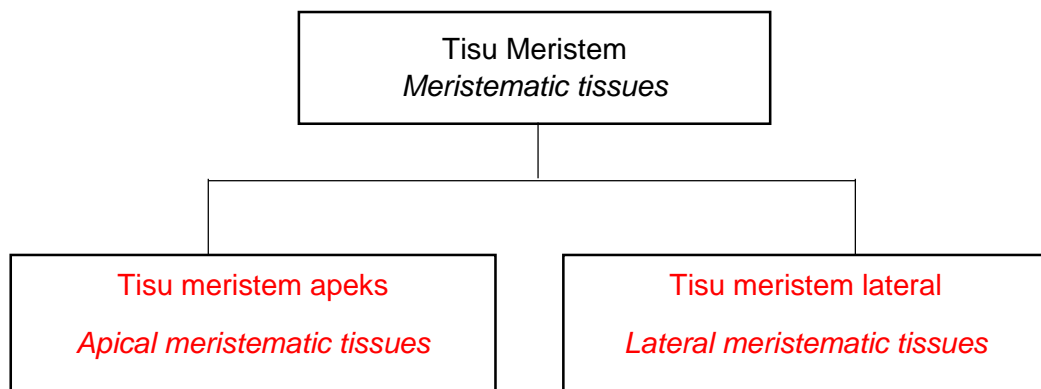 Tisu Meristem
Meristematic tissues
Tisu meristem apeks
Apical meristematic tissues
Tisu meristem lateral
Lateral meristematic tissues